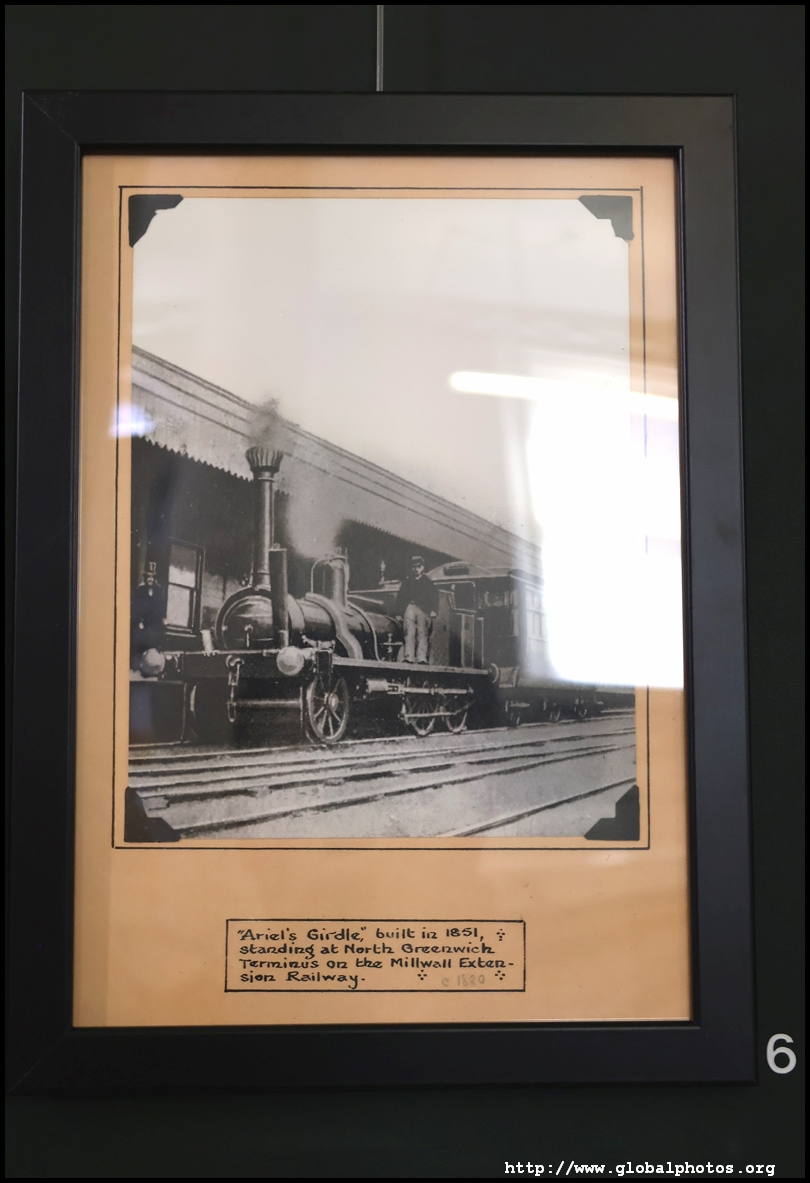 "Ariel's Girdle," built in 1851,
standing at North Greenwich
Terminus on the Millwall Exten-
sion Railway.
c 1880
6
http://www.globalphotos.org